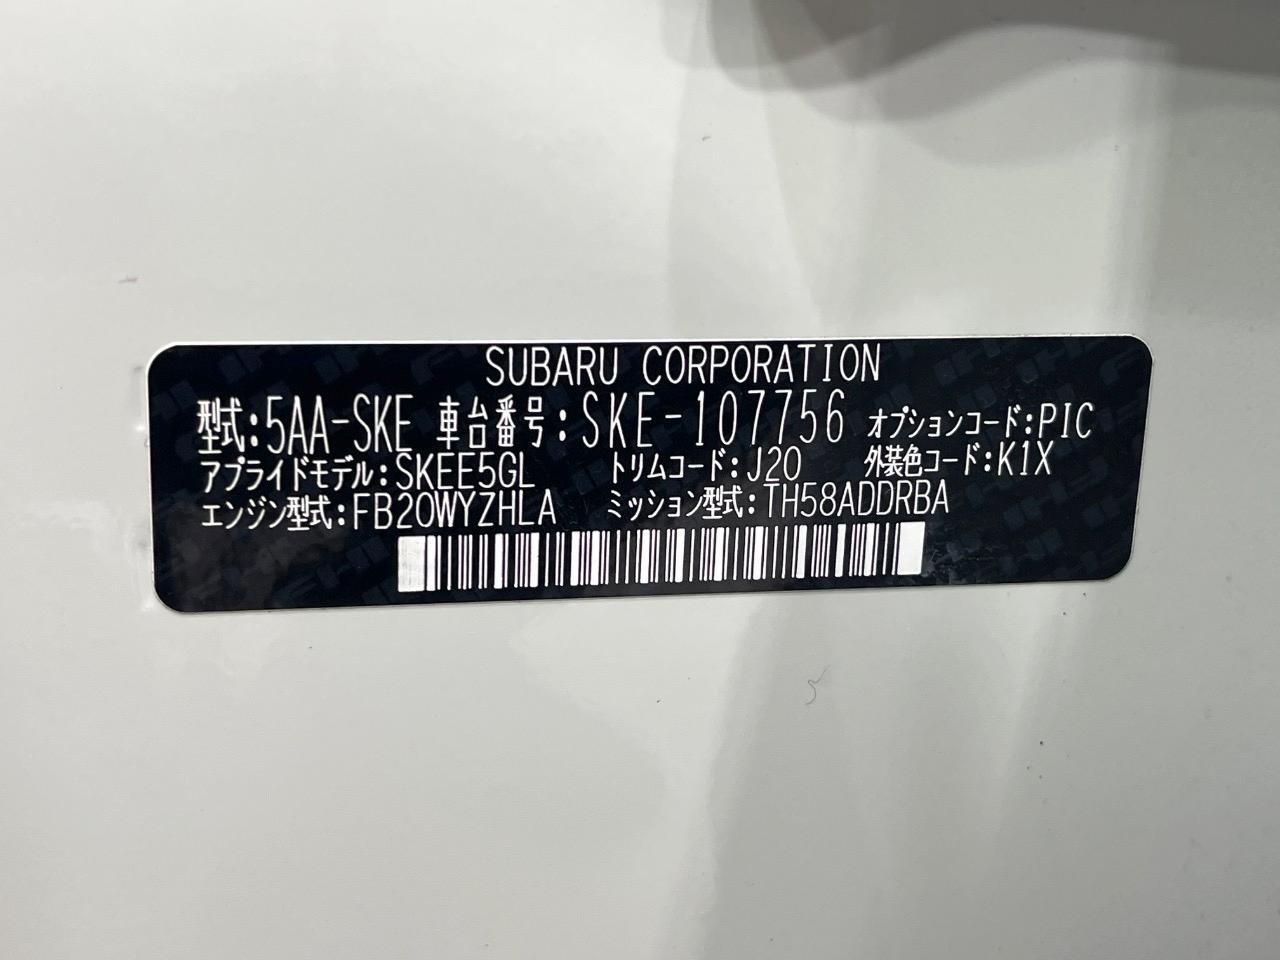 SUBARU CORPORATION
型式:5AA-SKE 車台番号:SKE-107756 オプションコード:PIC
アプライドモデル:SKEE5GL トリムコード:J20 外装色コード:K1X
エンジン型式:FB20WYZHLA ミッション型式:TH58ADDRBA